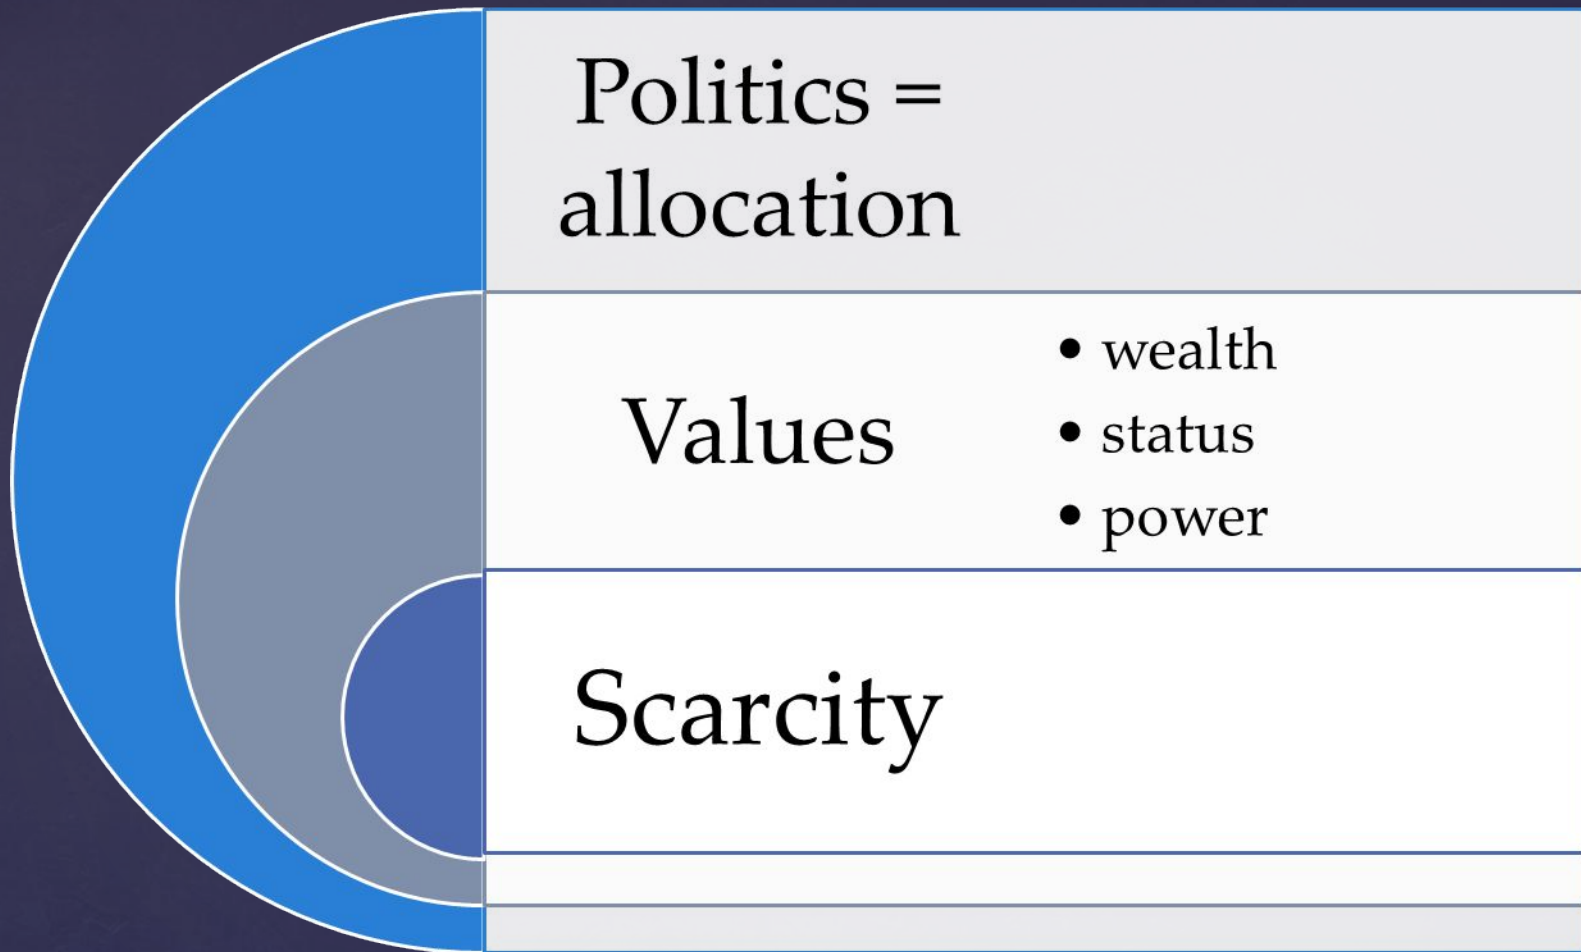 Politics =
allocation
Values
• wealth
• status
• power
Scarcity